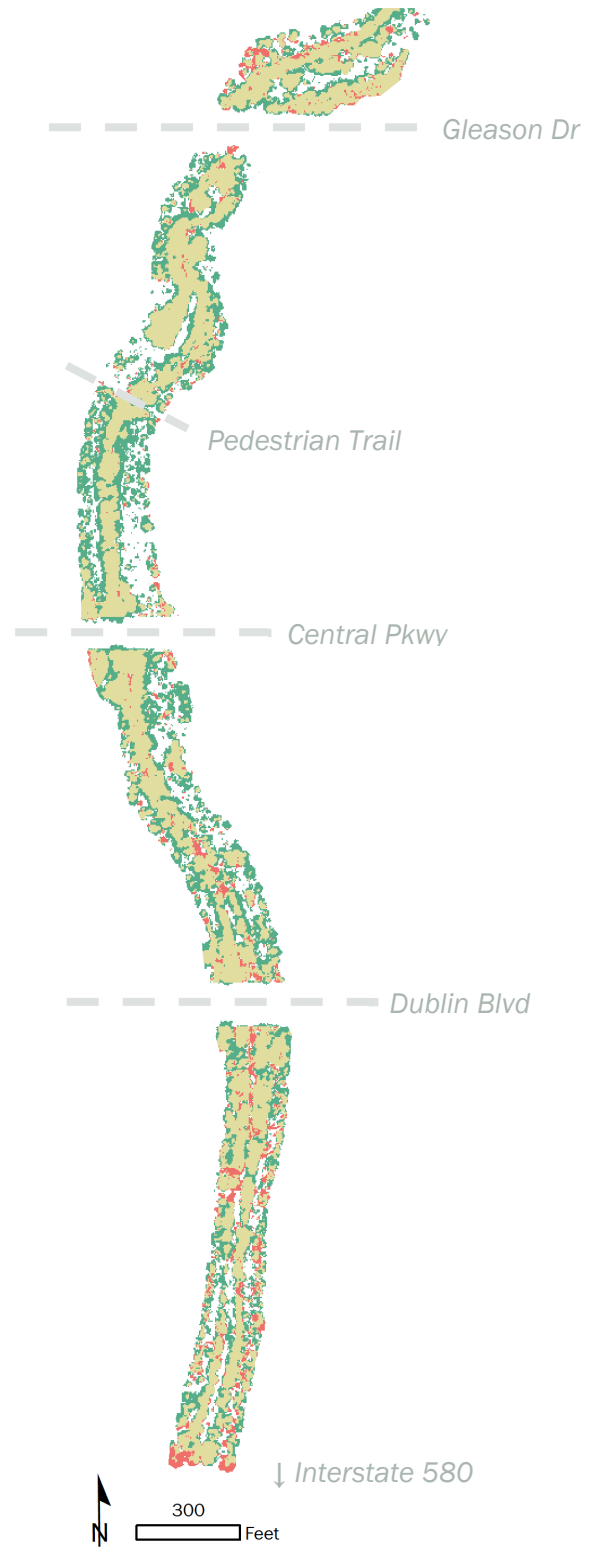 Gleason Dr
Pedestrian Trail
Central Pkwy
Dublin Blvd
↓ Interstate 580
300
N
Feet